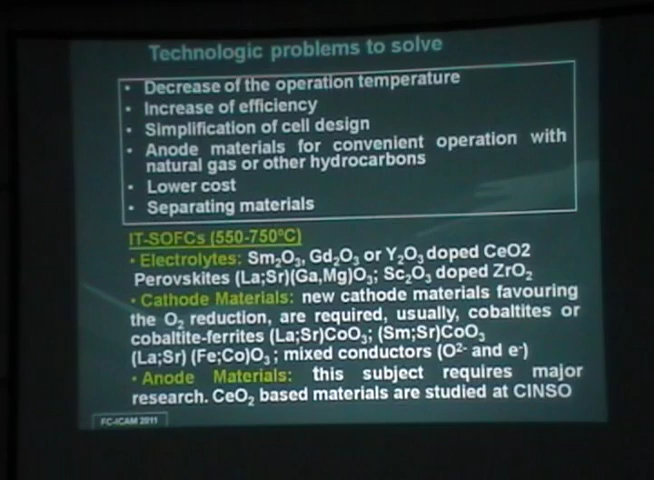 Technologic problems to solve
• Decrease of the operation temperature
• Increase of efficiency
• Simplification of cell design
• Anode materials for convenient operation with
natural gas or other hydrocarbons
• Lower cost
• Separating materials
IT-SOFCs (550-750ºC)
• Electrolytes: Sm₂O₃, Gd₂O₃ or Y₂O₃ doped CeO2
Perovskites (La;Sr)(Ga,Mg)O₃; Sc₂O₃ doped ZrO₂
• Cathode Materials: new cathode materials favouring
the O₂ reduction, are required, usually, cobaltites or
cobaltite-ferrites (La;Sr)CoO₃; (Sm;Sr)CoO₃
(La;Sr) (Fe;Co)O₃ ; mixed conductors (O²⁻ and e⁻)
• Anode Materials: this subject requires major
research. CeO₂ based materials are studied at CINSO
FC-ICAM 2011